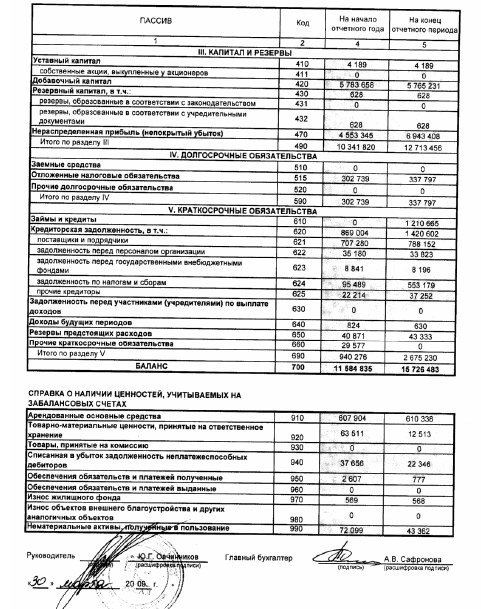 ПАССИВ Код На начало отчетного года На конец отчетного периода
1 2 4 5
III. КАПИТАЛ И РЕЗЕРВЫ
Уставный капитал 410 4 189 4 189
собственные акции, выкупленные у акционеров 411 0 0
Добавочный капитал 420 5 783 658 5 765 231
Резервный капитал, в т.ч.: 430 628 628
резервы, образованные в соответствии с законодательством 431 0 0
резервы, образованные в соответствии с учредительными документами 432 628 628
Нераспределенная прибыль (непокрытый убыток) 470 4 553 345 6 943 408
Итого по разделу III 490 10 341 820 12 713 456
IV. ДОЛГОСРОЧНЫЕ ОБЯЗАТЕЛЬСТВА
Заемные средства 510 0 0
Отложенные налоговые обязательства 515 302 739 337 797
Прочие долгосрочные обязательства 520 0 0
Итого по разделу IV 590 302 739 337 797
V. КРАТКОСРОЧНЫЕ ОБЯЗАТЕЛЬСТВА
Займы и кредиты 610 0 1 210 665
Кредиторская задолженность, в т.ч.: 620 869 004 1 420 602
поставщики и подрядчики 621 707 280 788 152
задолженность перед персоналом организации 622 35 180 33 823
задолженность перед государственными внебюджетными фондами 623 8 841 8 196
задолженность по налогам и сборам 624 95 489 553 179
прочие кредиторы 625 22 214 37 252
Задолженность перед участниками (учредителями) по выплате доходов 630 0 0
Доходы будущих периодов 640 824 630
Резервы предстоящих расходов 650 40 871 43 333
Прочие краткосрочные обязательства 660 29 577 0
Итого по разделу V 690 940 276 2 675 230
БАЛАНС 700 11 584 835 15 726 483
СПРАВКА О НАЛИЧИИ ЦЕННОСТЕЙ, УЧИТЫВАЕМЫХ НА
ЗАБАЛАНСОВЫХ СЧЕТАХ
Арендованные основные средства 910 607 904 610 336
Товарно-материальные ценности, принятые на ответственное хранение 920 63 511 12 513
Товары, принятые на комиссию 930 0 0
Списанная в убыток задолженность неплатежеспособных дебиторов 940 37 656 22 346
Обеспечения обязательств и платежей полученные 950 2 607 777
Обеспечения обязательств и платежей выданные 960 0 0
Износ жилищного фонда 970 569 568
Износ объектов внешнего благоустройства и других аналогичных объектов 980 0 0
Нематериальные активы, полученные в пользование 990 72 099 43 362
Руководитель Ю.Г. Овчинников Главный бухгалтер А.В. Сафронова
(расшифровка подписи) (подпись) (расшифровка подписи)
30 марта 20 09 г.